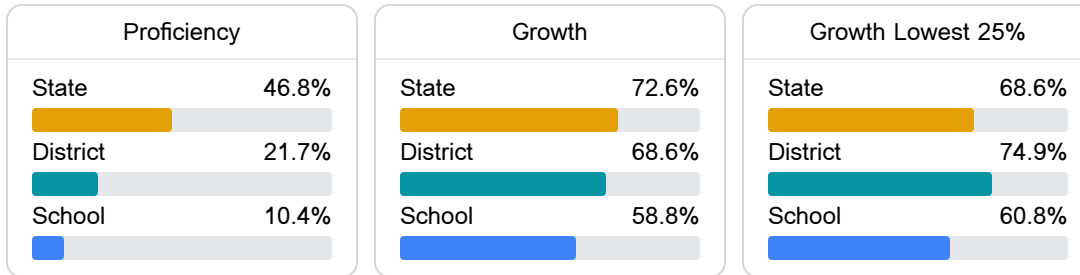 Proficiency
State 46.8%
District 21.7%
School 10.4%
Growth
State 72.6%
District 68.6%
School 58.8%
Growth Lowest 25%
State 68.6%
District 74.9%
School 60.8%